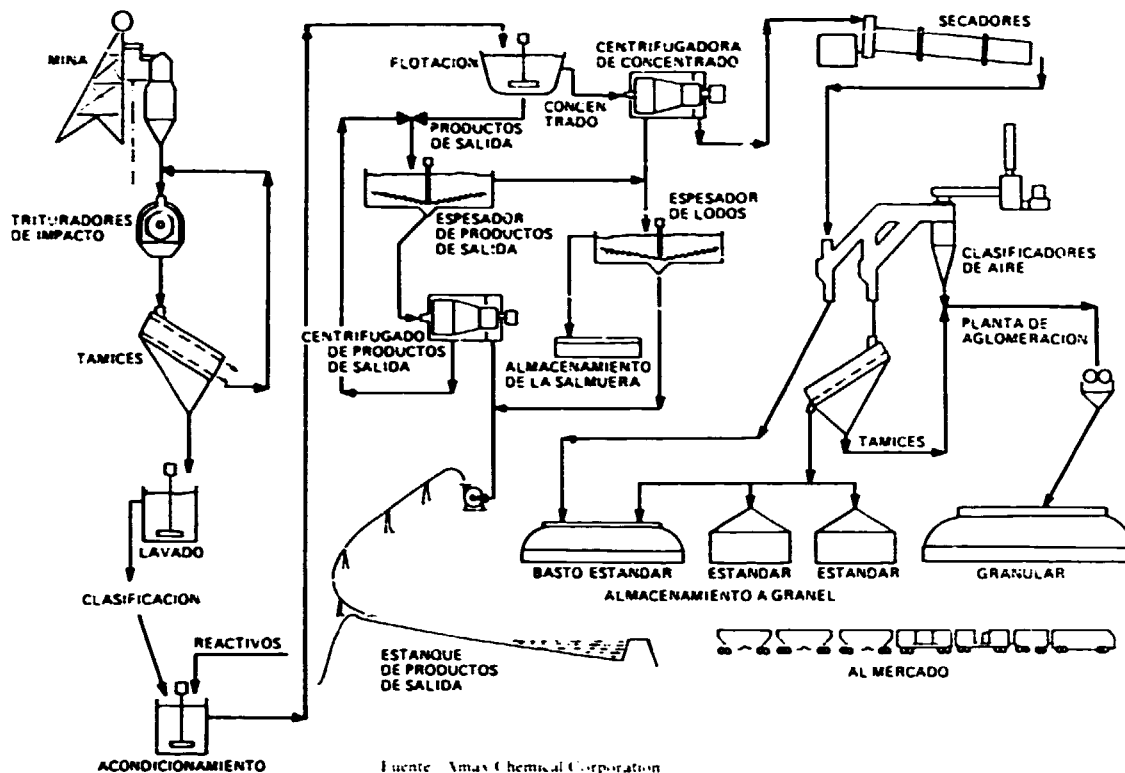 MINA
TRITURADORES
DE IMPACTO
TAMICES
LAVADO
CLASIFICACION
REACTIVOS
ACONDICIONAMIENTO
FLOTACION
CONCEN
TRADO
CENTRIFUGADORA
DE CONCENTRADO
SECADORES
PRODUCTOS
DE SALIDA
ESPESADOR
DE PRODUCTOS
DE SALIDA
ESPESADOR
DE LODOS
CENTRIFUGADO
DE PRODUCTOS
DE SALIDA
ALMACENAMIENTO
DE LA SALMUERA
CLASIFICADORES
DE AIRE
PLANTA DE
AGLOMERACION
TAMICES
BASTO ESTANDAR
ESTANDAR
ESTANDAR
GRANULAR
ALMACENAMIENTO A GRANEL
ESTANQUE
DE PRODUCTOS
DE SALIDA
AL MERCADO
Fuente Amax Chemical Corporation